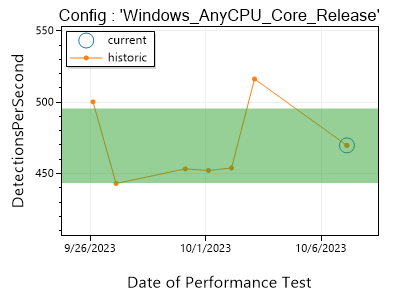 Config : 'Windows_AnyCPU_Core_Release'
550
current
historic
500
450
DetectionsPerSecond
9/26/2023
10/1/2023
10/6/2023
Date of Performance Test